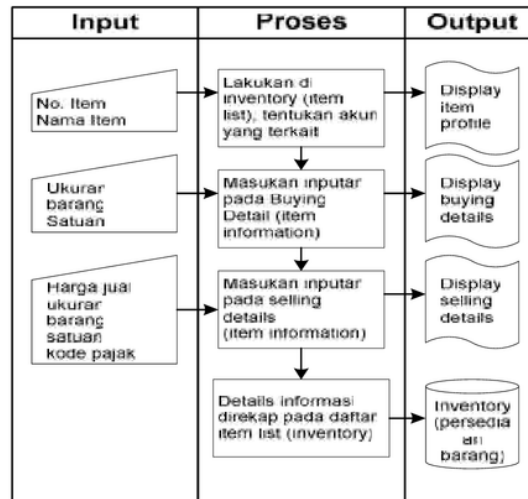 Input
Proses
Output
No. Item
Nama Item
Lakukan di
inventory (item
list), tentukan akun
yang terkait
Display
item
profile
Ukuran
barang
Satuan
Masukan inputan
pada Buying
Detail (item
information)
Display
buying
details
Harga jual
ukuran
barang
satuan
kode pajak
Masukan inputan
pada selling
details
(item information)
Display
selling
details
Details informasi
direkap pada daftar
item list (inventory)
Inventory
(persedia
an
barang)